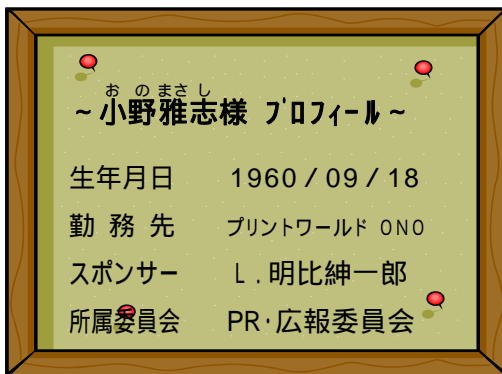 おのまさし
～小野雅志様 プロフィール～
生年月日 1960/09/18
勤務先 プリントワールド ONO
スポンサー L.明比紳一郎
所属委員会 PR・広報委員会